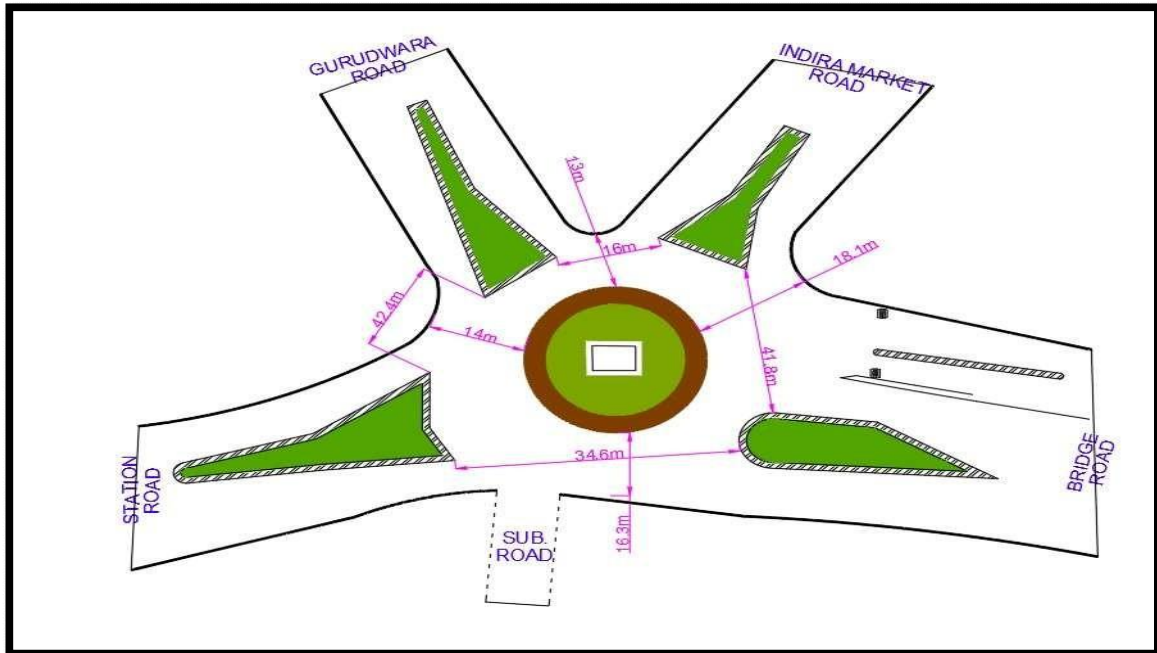 GURUDWARA
ROAD
INDIRA MARKET
ROAD
13m
16m
18.1m
42.4m
14m
41.8m
34.6m
16.3m
STATION
ROAD
SUB.
ROAD
BRIDGE
ROAD